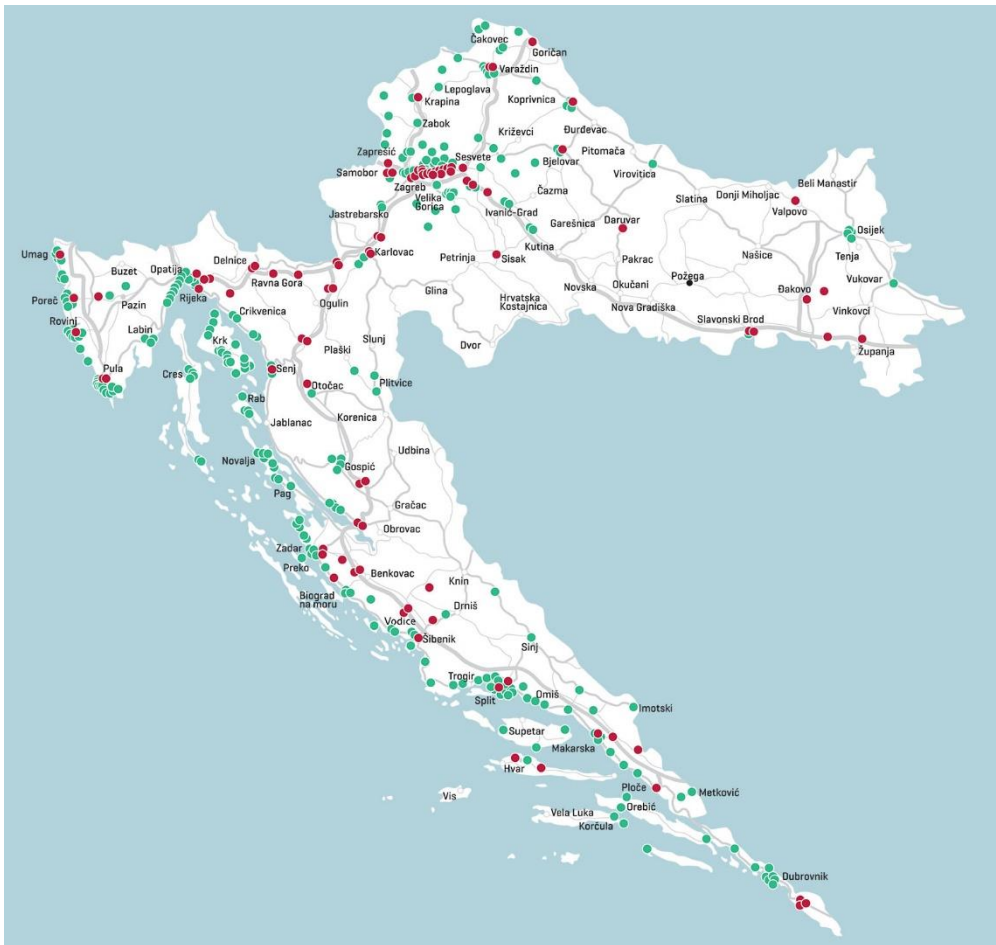 Čakovec
Goričan
Varaždin
Lepoglava
Krapina
Koprivnica
Zabok
Križevci
Đurđevac
Zaprešić
Sesvete
Pitomača
Bjelovar
Samobor
Virovitica
Beli Manastir
Zagreb
Čazma
Donji Miholjac
Velika
Gorica
Slatina
Valpovo
Jastrebarsko
Ivanić-Grad
Garešnica
Daruvar
Osijek
Umag
Delnice
Karlovac
Kutina
Našice
Tenja
Buzet
Opatija
Petrinja
Sisak
Pakrac
Požega
Vukovar
Ravna Gora
Poreč
Pazin
Rijeka
Ogulin
Glina
Novska
Okučani
Đakovo
Crikvenica
Hrvatska
Kostajnica
Nova Gradiška
Slavonski Brod
Vinkovci
Rovinj
Labin
Krk
Slunj
Dvor
Plaški
Županja
Pula
Cres
Senj
Otočac
Plitvice
Rab
Jablanac
Korenica
Udbina
Novalja
Gospić
Pag
Gračac
Obrovac
Zadar
Preko
Benkovac
Knin
Biograd
na moru
Drniš
Vodice
Šibenik
Sinj
Trogir
Split
Omiš
Imotski
Supetar
Makarska
Hvar
Ploče
Metković
Vis
Orebić
Vela Luka
Korčula
Dubrovnik